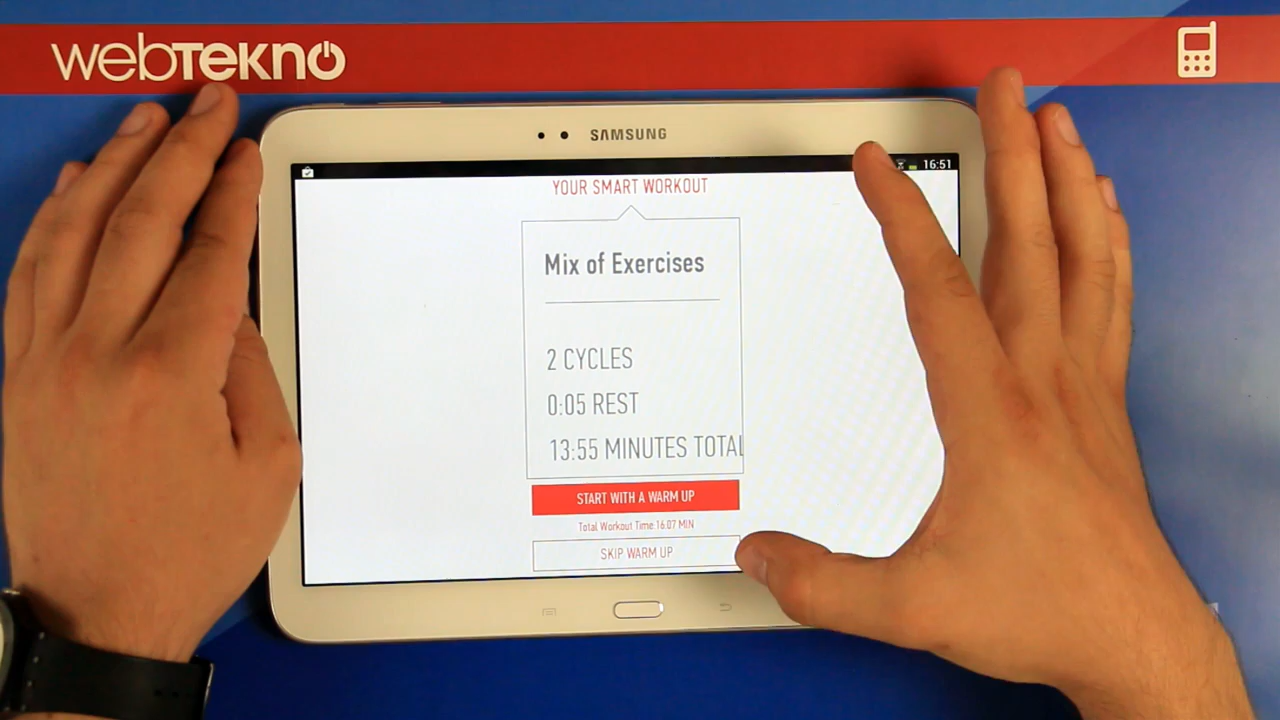 webTEKNO
SAMSUNG
16:51
YOUR SMART WORKOUT
Mix of Exercises
2 CYCLES
0:05 REST
13:55 MINUTES TOTAL
START WITH A WARM UP
Total Workout Time:16.07 MIN
SKIP WARM UP